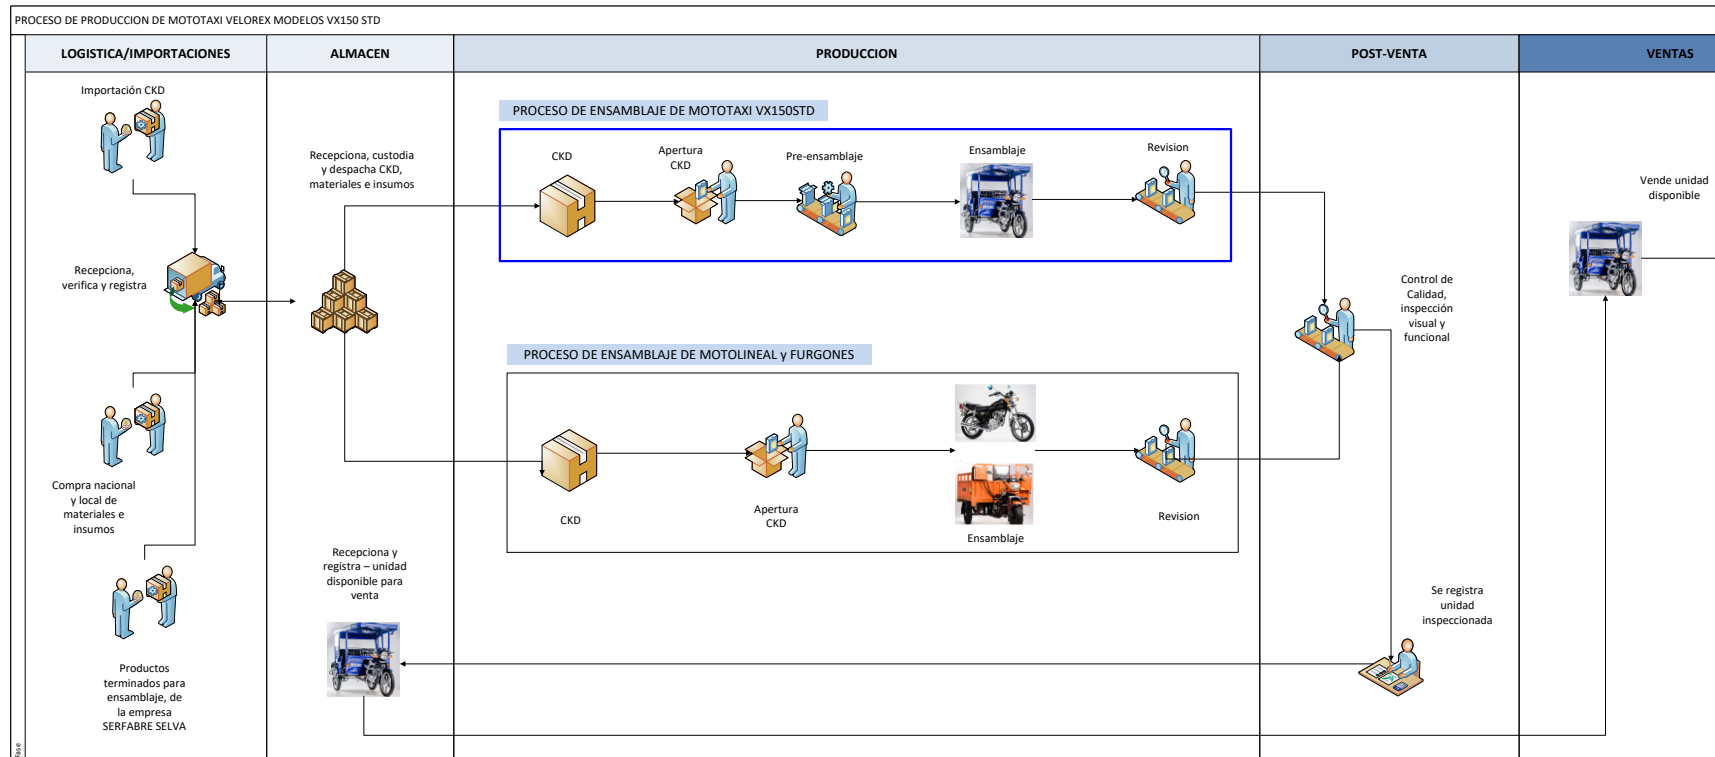 PROCESO DE PRODUCCION DE MOTOTAXI VELOREX MODELOS VX150 STD
LOGISTICA/IMPORTACIONES
ALMACEN
PRODUCCION
POST-VENTA
VENTAS
Importación CKD
Recepciona,
verifica y registra
Compra nacional
y local de
materiales e
insumos
Productos
terminados para
ensamblaje, de
la empresa
SERFABRE SELVA
Recepciona, custodia
y despacha CKD,
materiales e insumos
Recepciona y
registra – unidad
disponible para
venta
PROCESO DE ENSAMBLAJE DE MOTOTAXI VX150STD
CKD
Apertura
CKD
Pre-ensamblaje
Ensamblaje
Revision
PROCESO DE ENSAMBLAJE DE MOTOLINEAL y FURGONES
CKD
Apertura
CKD
Ensamblaje
Revision
Control de
Calidad,
inspección
visual y
funcional
Se registra
unidad
inspeccionada
Vende unidad
disponible
Fase